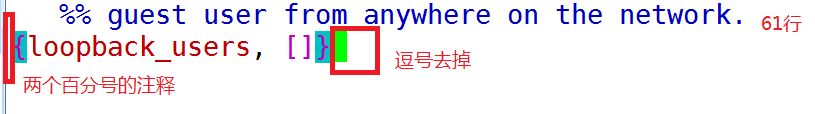 %% guest user from anywhere on the network.
61行
{loopback_users, []}
逗号去掉
两个百分号的注释